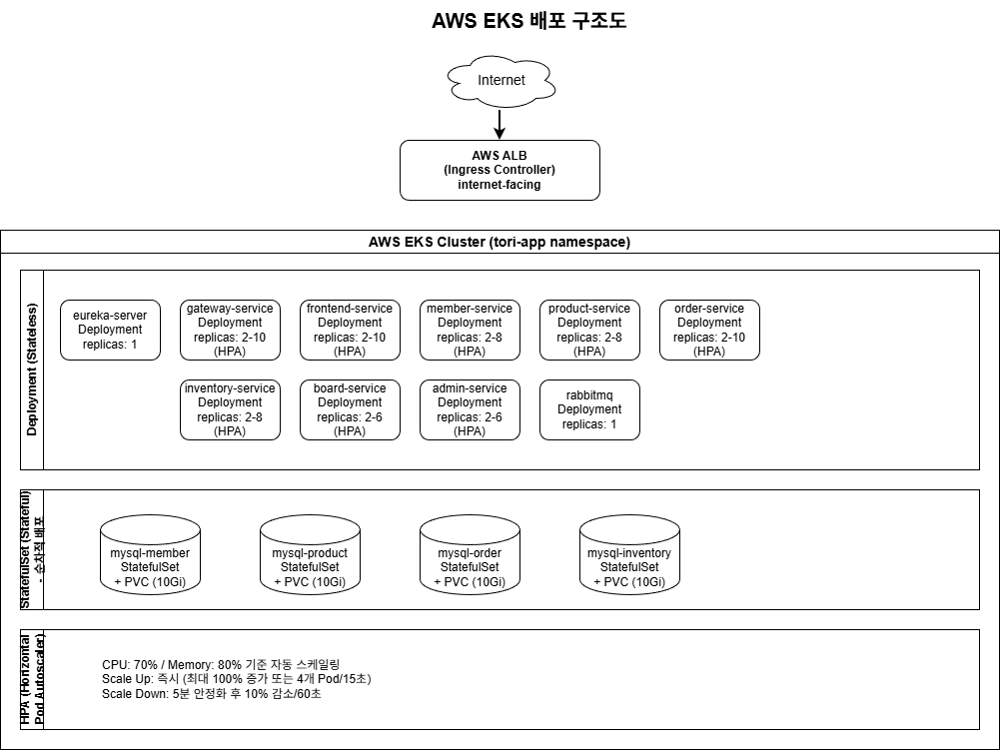 AWS EKS 배포 구조도
Internet
AWS ALB
(Ingress Controller)
internet-facing
AWS EKS Cluster (tori-app namespace)
Deployment (Stateless)
eureka-server
Deployment
replicas: 1
gateway-service
Deployment
replicas: 2-10
(HPA)
frontend-service
Deployment
replicas: 2-10
(HPA)
member-service
Deployment
replicas: 2-8
(HPA)
product-service
Deployment
replicas: 2-8
(HPA)
order-service
Deployment
replicas: 2-10
(HPA)
inventory-service
Deployment
replicas: 2-8
(HPA)
board-service
Deployment
replicas: 2-6
(HPA)
admin-service
Deployment
replicas: 2-6
(HPA)
rabbitmq
Deployment
replicas: 1
StatefulSet (Stateful)
- 순차적 배포
mysql-member
StatefulSet
+ PVC (10Gi)
mysql-product
StatefulSet
+ PVC (10Gi)
mysql-order
StatefulSet
+ PVC (10Gi)
mysql-inventory
StatefulSet
+ PVC (10Gi)
HPA (Horizontal
Pod Autoscaler)
CPU: 70% / Memory: 80% 기준 자동 스케일링
Scale Up: 즉시 (최대 100% 증가 또는 4개 Pod/15초)
Scale Down: 5분 안정화 후 10% 감소/60초